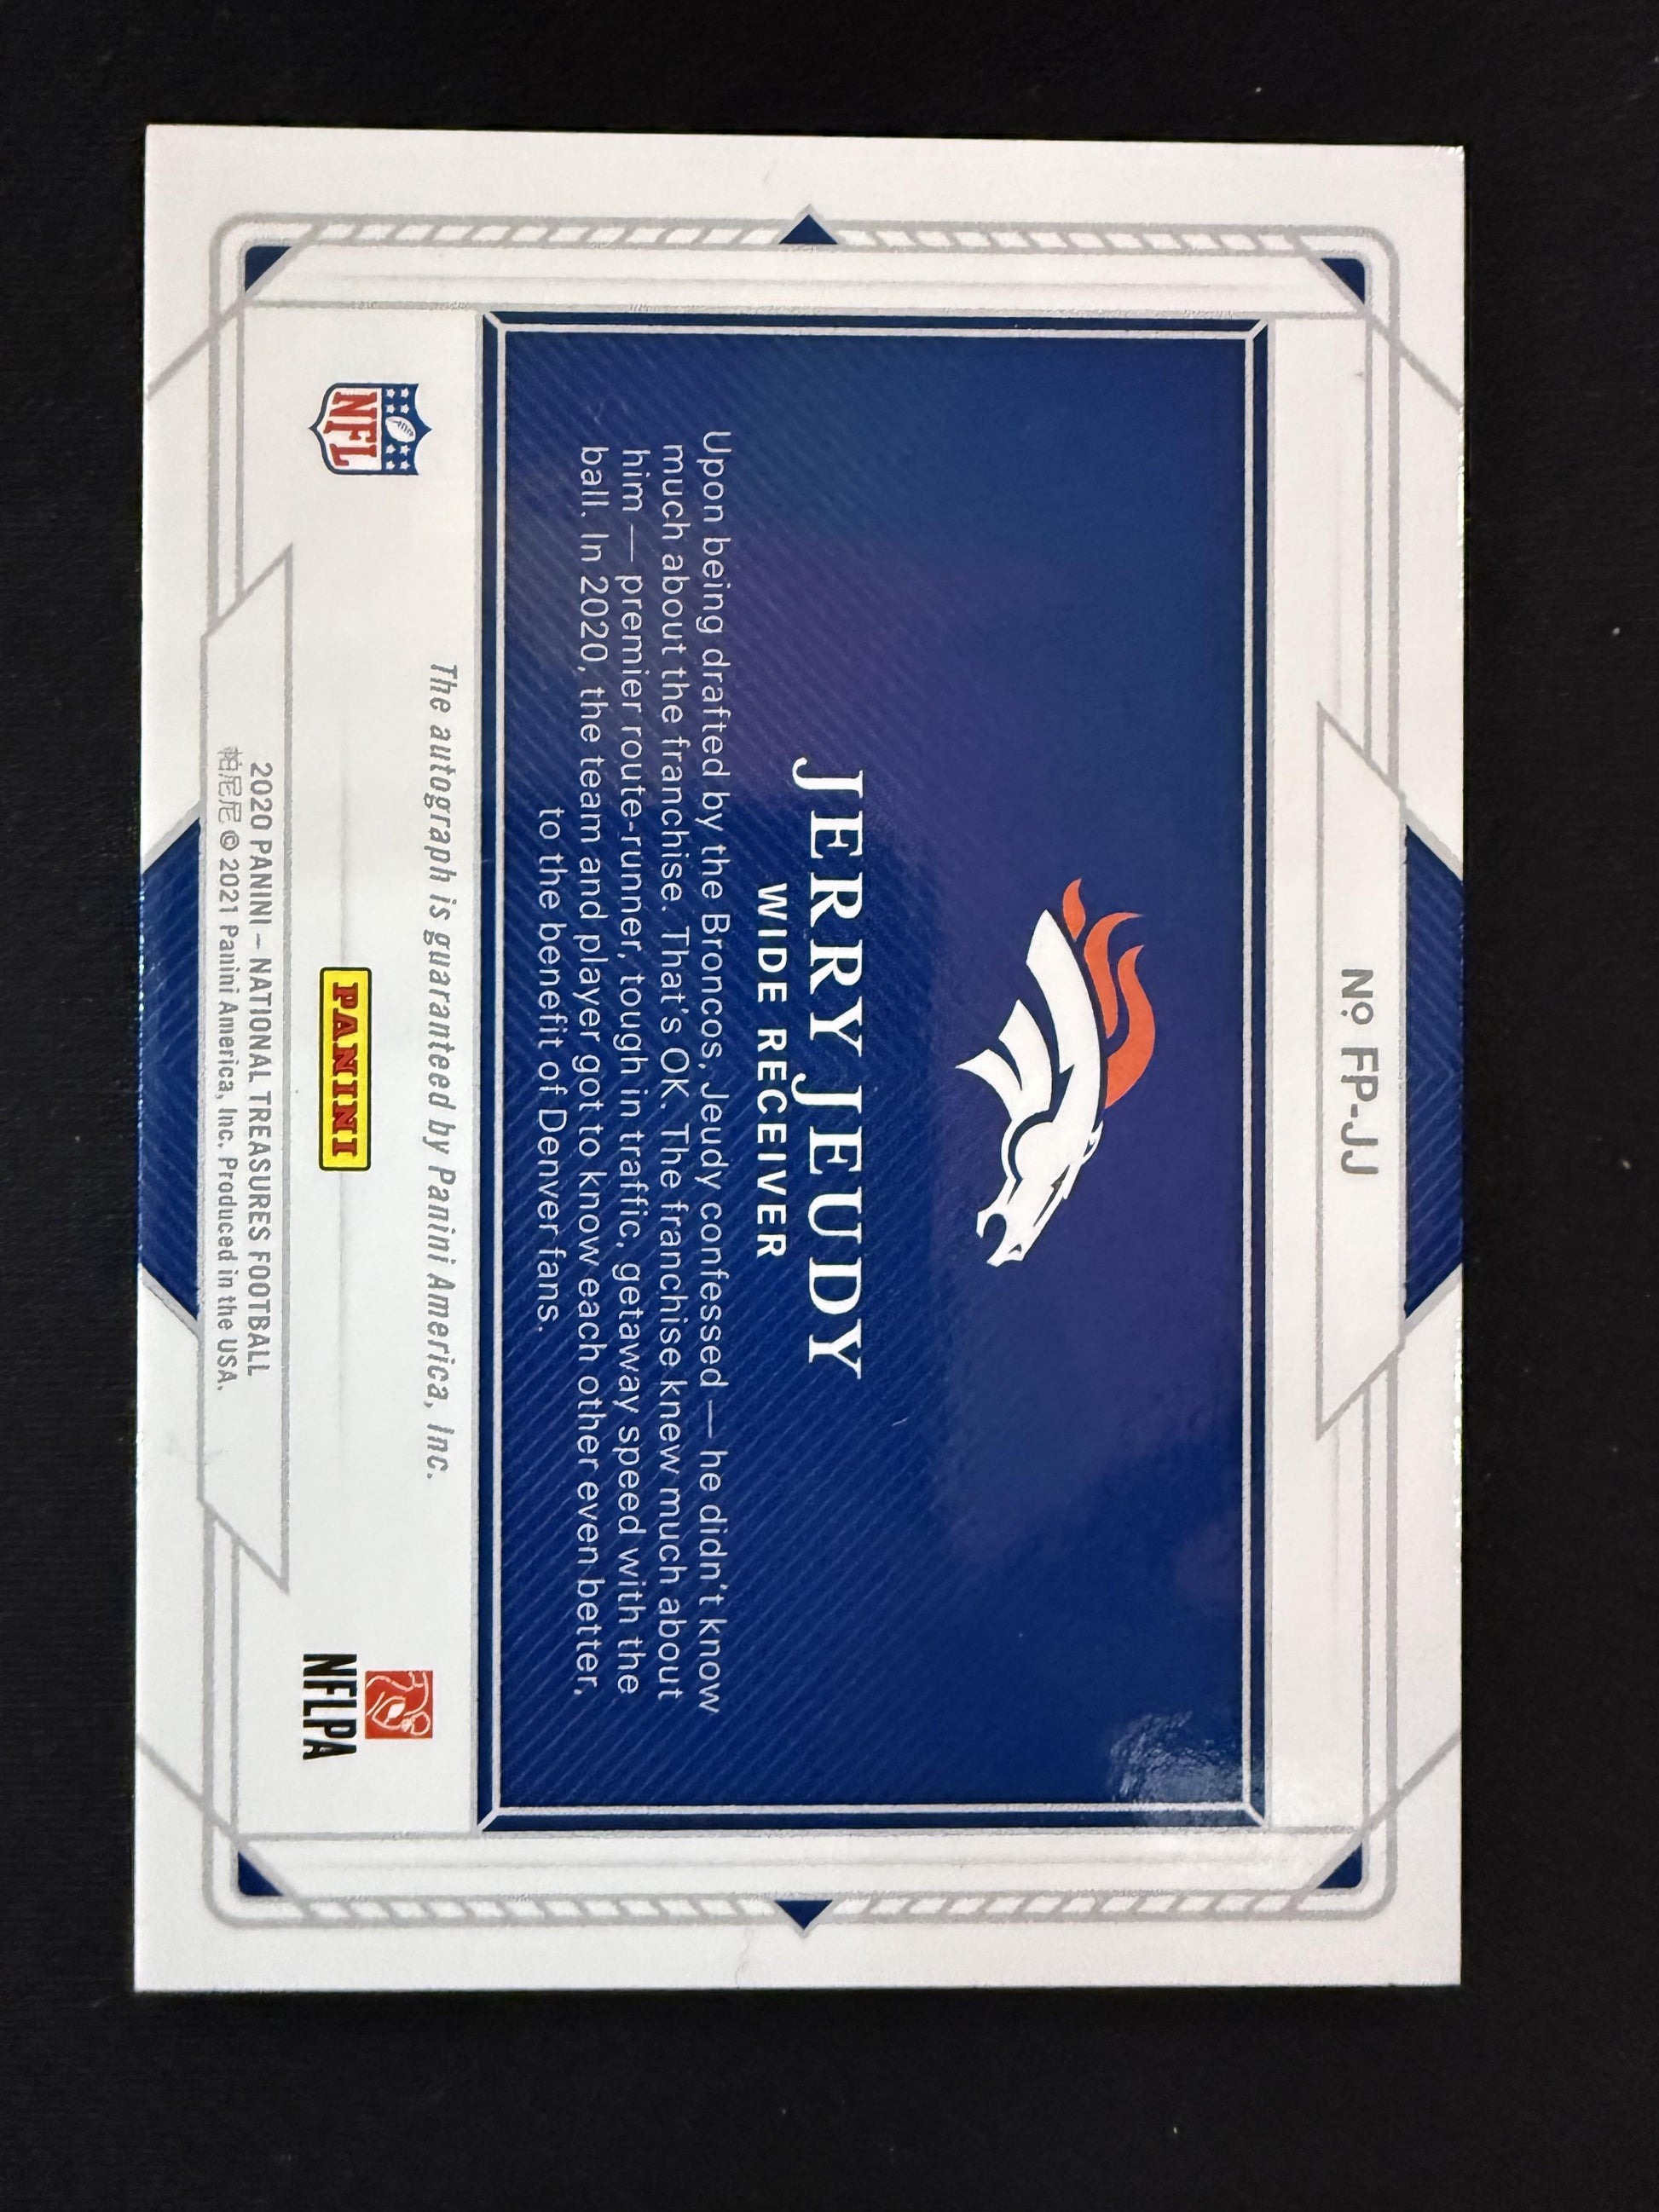 Nº FP-JJ
JERRY JEUDY
WIDE RECEIVER
Upon being drafted by the Broncos, Jeudy confessed — he didn't know
much about the franchise. That's OK. The franchise knew much about
him — premier route-runner, tough in traffic, getaway speed with the
ball. In 2020, the team and player got to know each other even better,
to the benefit of Denver fans.
The autograph is guaranteed by Panini America, Inc.
NFL
PANINI
NFLPA
2020 PANINI – NATIONAL TREASURES FOOTBALL
帕尼尼 © 2021 Panini America, Inc. Produced in the USA.